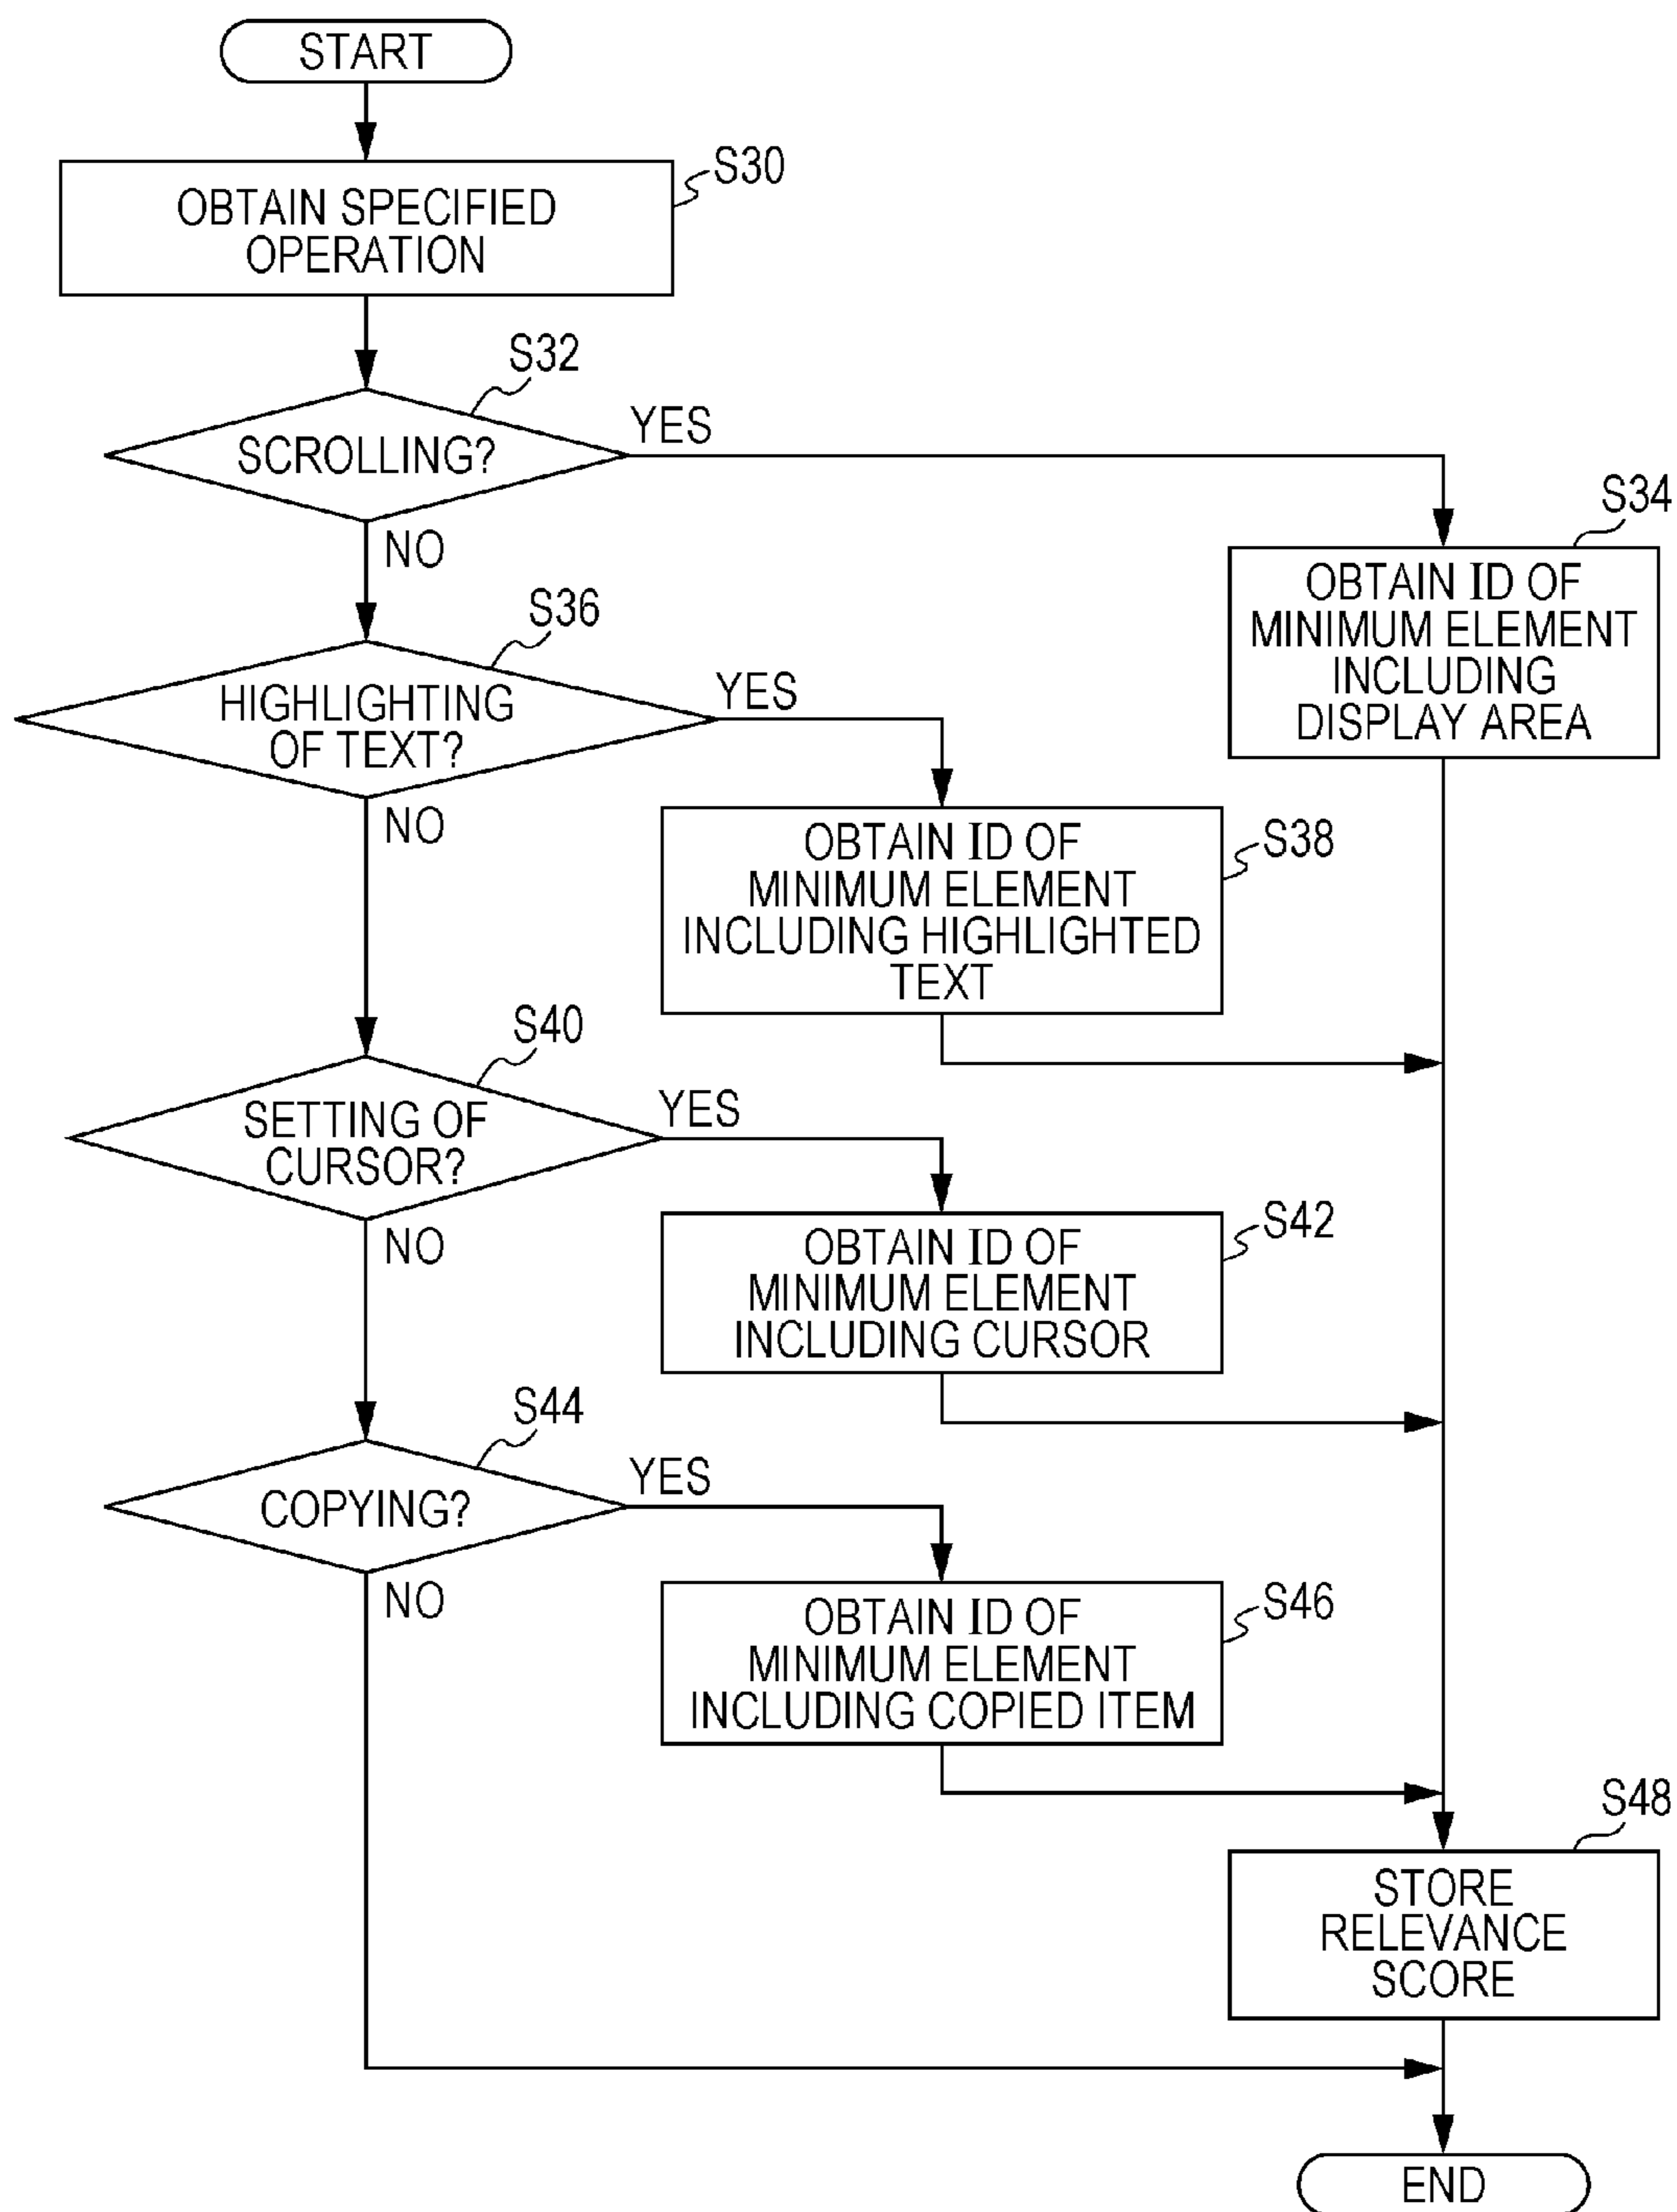 START
S30
OBTAIN SPECIFIED
OPERATION
S32
SCROLLING?
YES
NO
S34
OBTAIN ID OF
MINIMUM ELEMENT
INCLUDING
DISPLAY AREA
S36
HIGHLIGHTING
OF TEXT?
YES
NO
S38
OBTAIN ID OF
MINIMUM ELEMENT
INCLUDING HIGHLIGHTED
TEXT
S40
SETTING OF
CURSOR?
YES
NO
S42
OBTAIN ID OF
MINIMUM ELEMENT
INCLUDING CURSOR
S44
COPYING?
YES
NO
S46
OBTAIN ID OF
MINIMUM ELEMENT
INCLUDING COPIED ITEM
S48
STORE
RELEVANCE
SCORE
END